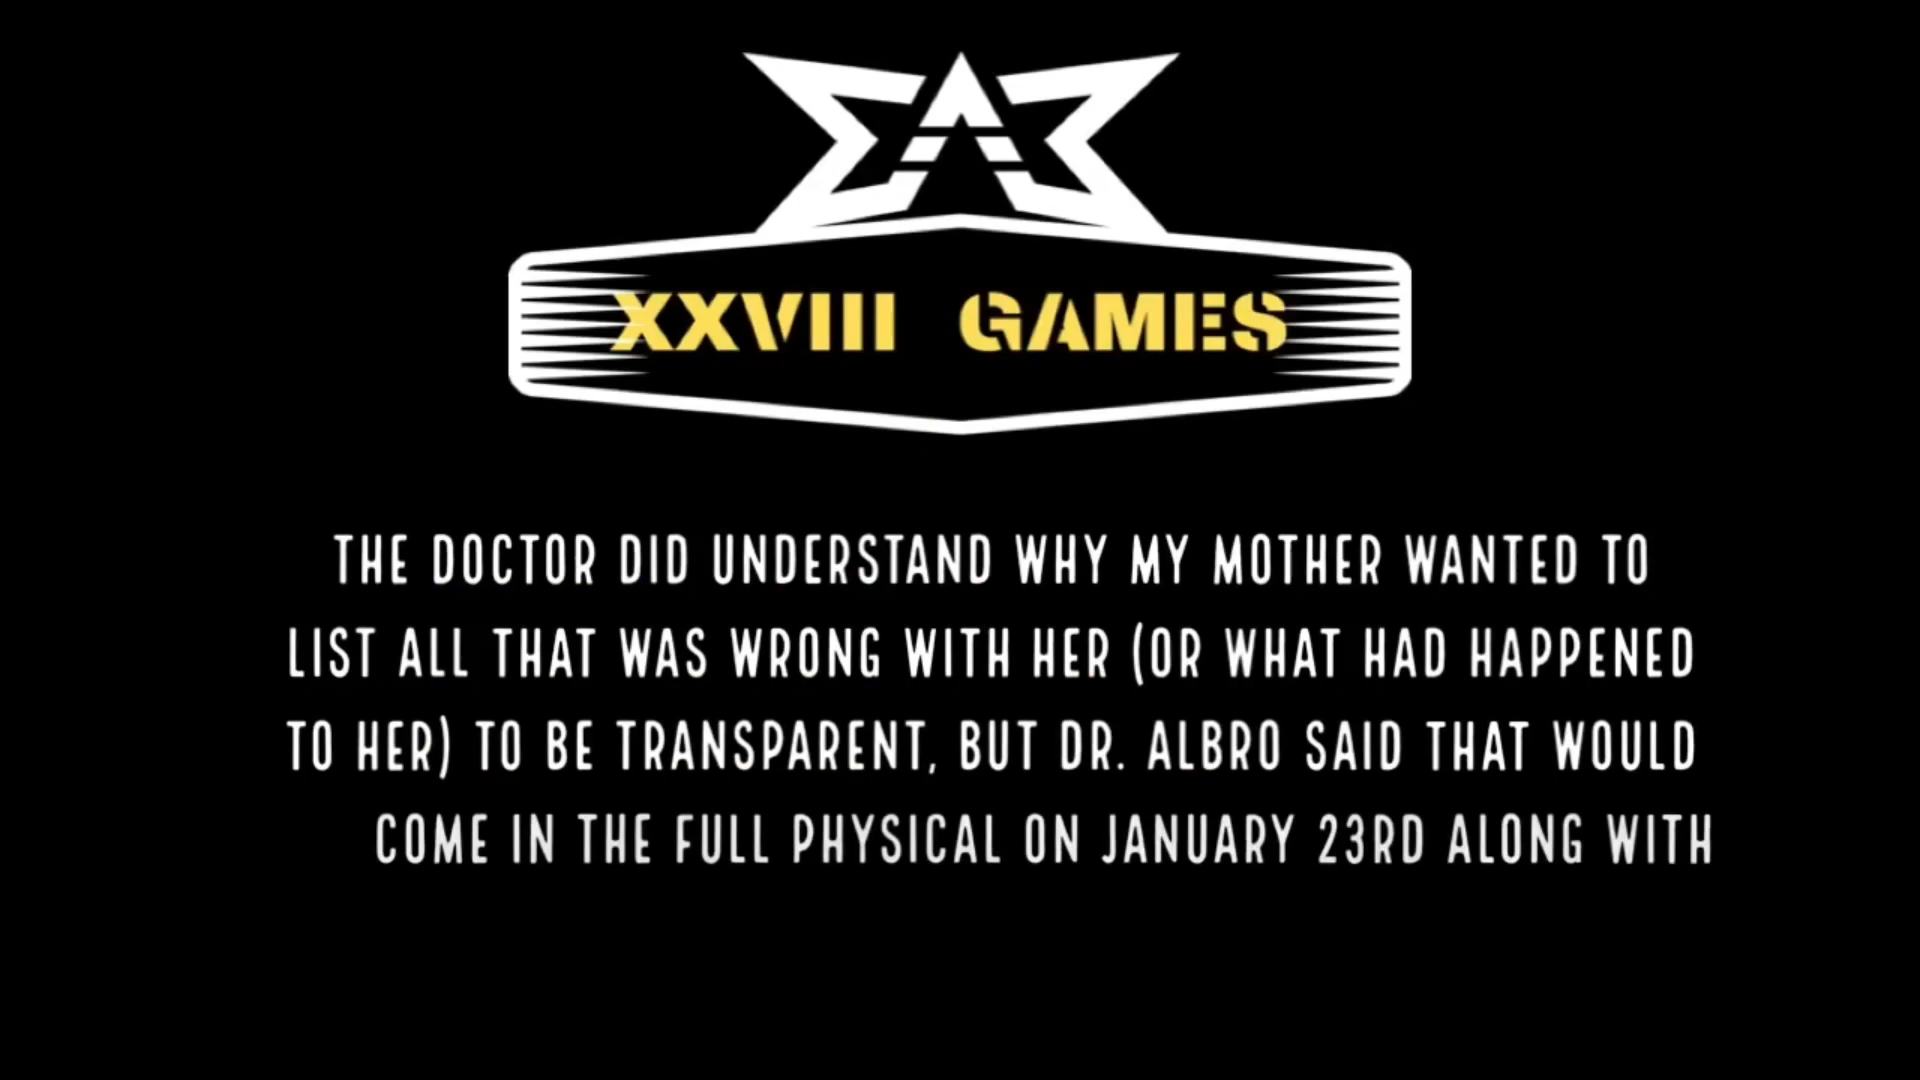 XXVIII GAMES
THE DOCTOR DID UNDERSTAND WHY MY MOTHER WANTED TO
LIST ALL THAT WAS WRONG WITH HER (OR WHAT HAD HAPPENED
TO HER) TO BE TRANSPARENT, BUT DR. ALBRO SAID THAT WOULD
COME IN THE FULL PHYSICAL ON JANUARY 23RD ALONG WITH